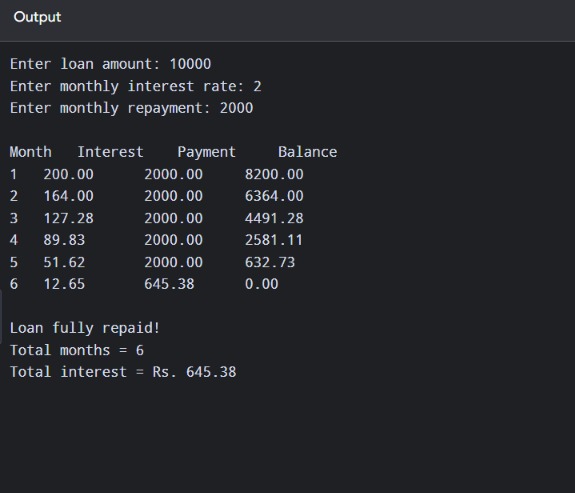 Output
Enter loan amount: 10000
Enter monthly interest rate: 2
Enter monthly repayment: 2000
Month Interest Payment Balance
1 200.00 2000.00 8200.00
2 164.00 2000.00 6364.00
3 127.28 2000.00 4491.28
4 89.83 2000.00 2581.11
5 51.62 2000.00 632.73
6 12.65 645.38 0.00
Loan fully repaid!
Total months = 6
Total interest = Rs. 645.38